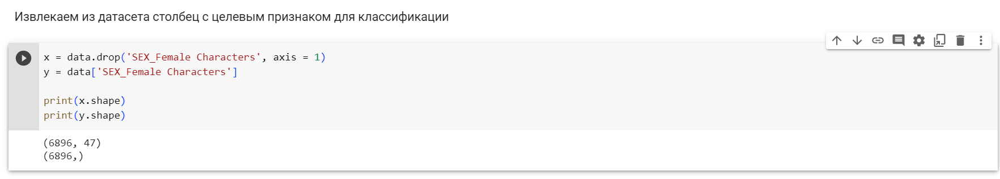 Извлекаем из датасета столбец с целевым признаком для классификации
x = data.drop('SEX_Female Characters', axis = 1)
y = data['SEX_Female Characters']
print(x.shape)
print(y.shape)
(6896, 47)
(6896,)